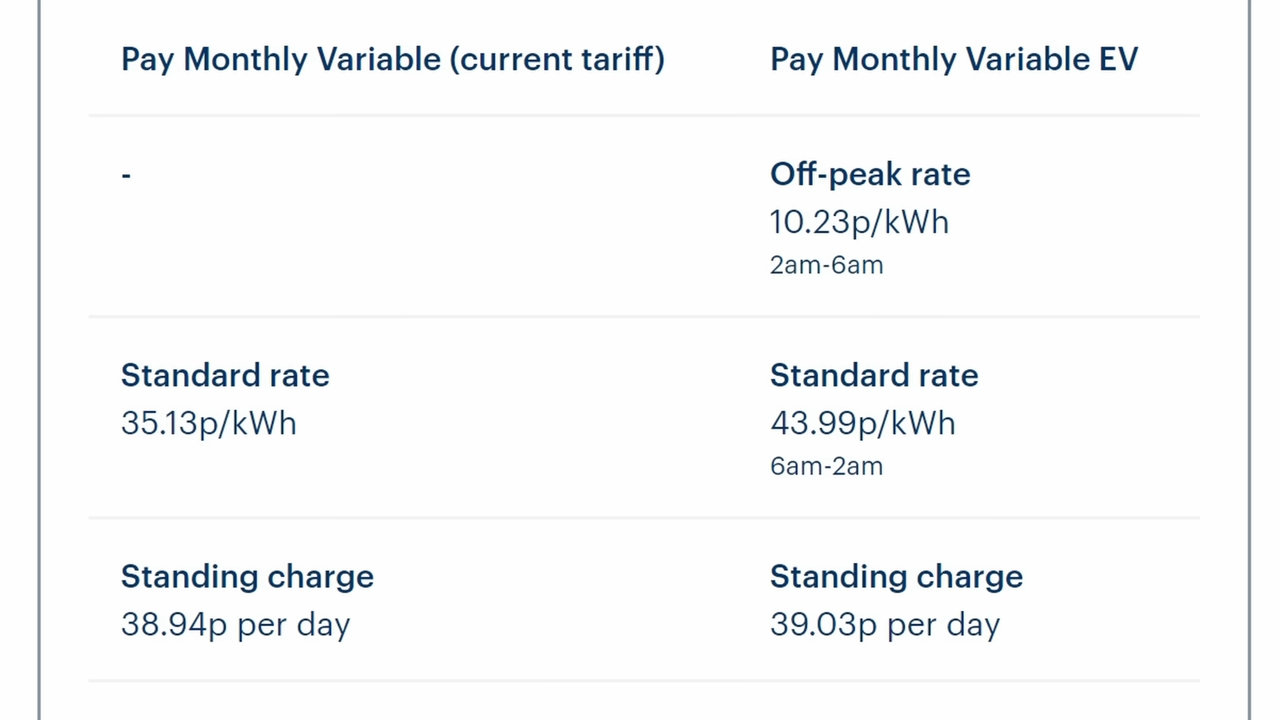 Pay Monthly Variable (current tariff)
Pay Monthly Variable EV
-
Off-peak rate
10.23p/kWh
2am-6am
Standard rate
35.13p/kWh
Standard rate
43.99p/kWh
6am-2am
Standing charge
38.94p per day
Standing charge
39.03p per day